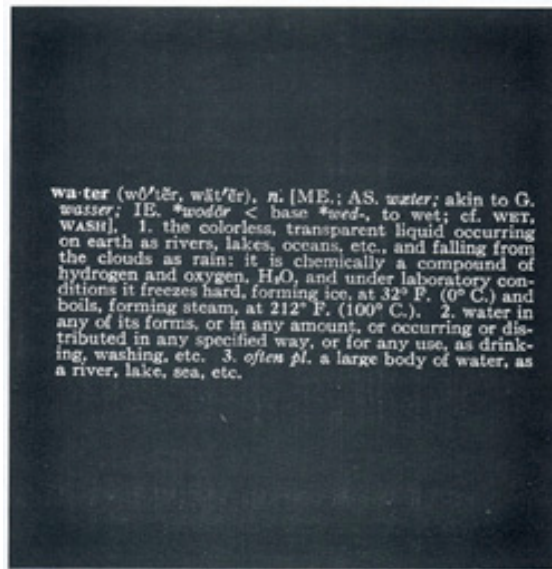 wa·ter (wô′tẽr, wät′ẽr), n. [ME.; AS. wæter; akin to G.
wasser; IE. *wodōr < base *wed-, to wet; cf. WET,
WASH], 1. the colorless, transparent liquid occurring
on earth as rivers, lakes, oceans, etc., and falling from
the clouds as rain: it is chemically a compound of
hydrogen and oxygen, H₂O, and under laboratory con-
ditions it freezes hard, forming ice, at 32° F. (0° C.) and
boils, forming steam, at 212° F. (100° C.). 2. water in
any of its forms, or in any amount, or occurring or dis-
tributed in any specified way, or for any use, as drink-
ing, washing, etc. 3. often pl. a large body of water, as
a river, lake, sea, etc.